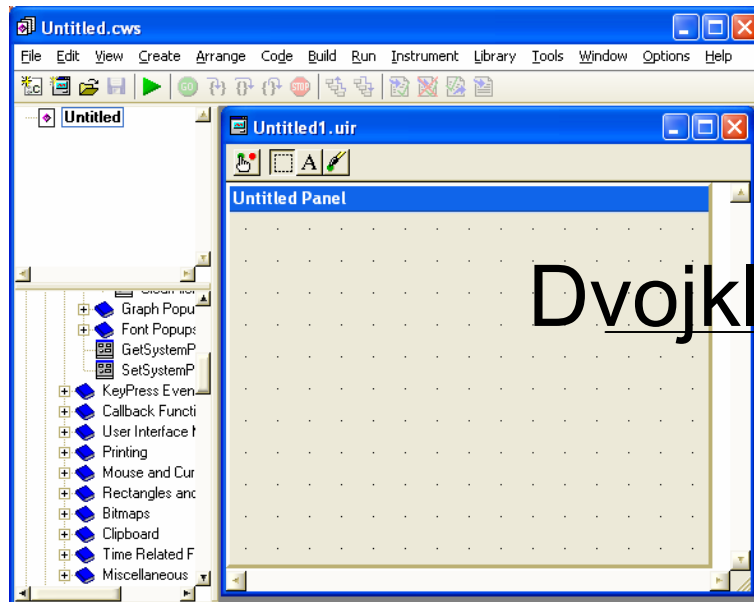 Untitled.cws
File Edit View Create Arrange Code Build Run Instrument Library Tools Window Options Help
Untitled
Untitled1.uir
Untitled Panel
Graph Popu
Font Popups
GetSystemP
SetSystemP
KeyPress Even
Callback Functi
User Interface
Printing
Mouse and Cur
Rectangles and
Bitmaps
Clipboard
Time Related F
Miscellaneous
Dvojk